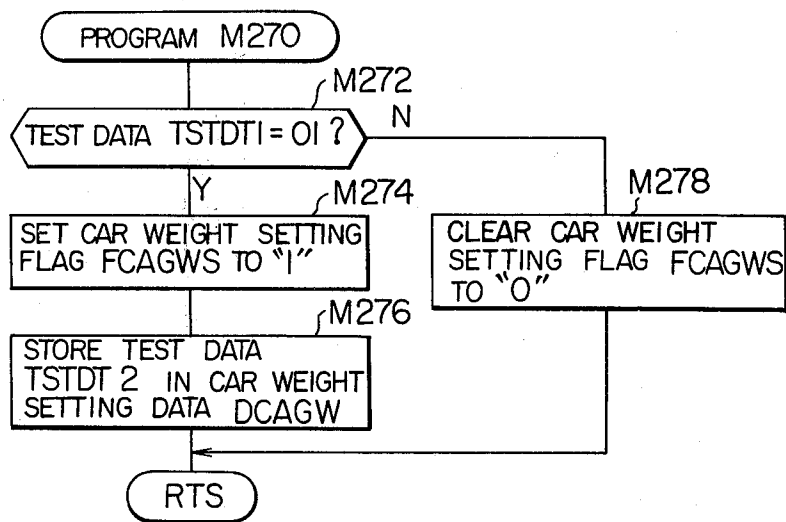 PROGRAM M270
M272
TEST DATA TSTDT1 = 01 ?
N
Y
M274
SET CAR WEIGHT SETTING
FLAG FCAGWS TO "1"
M278
CLEAR CAR WEIGHT
SETTING FLAG FCAGWS
TO "0"
M276
STORE TEST DATA
TSTDT 2 IN CAR WEIGHT
SETTING DATA DCAGW
RTS